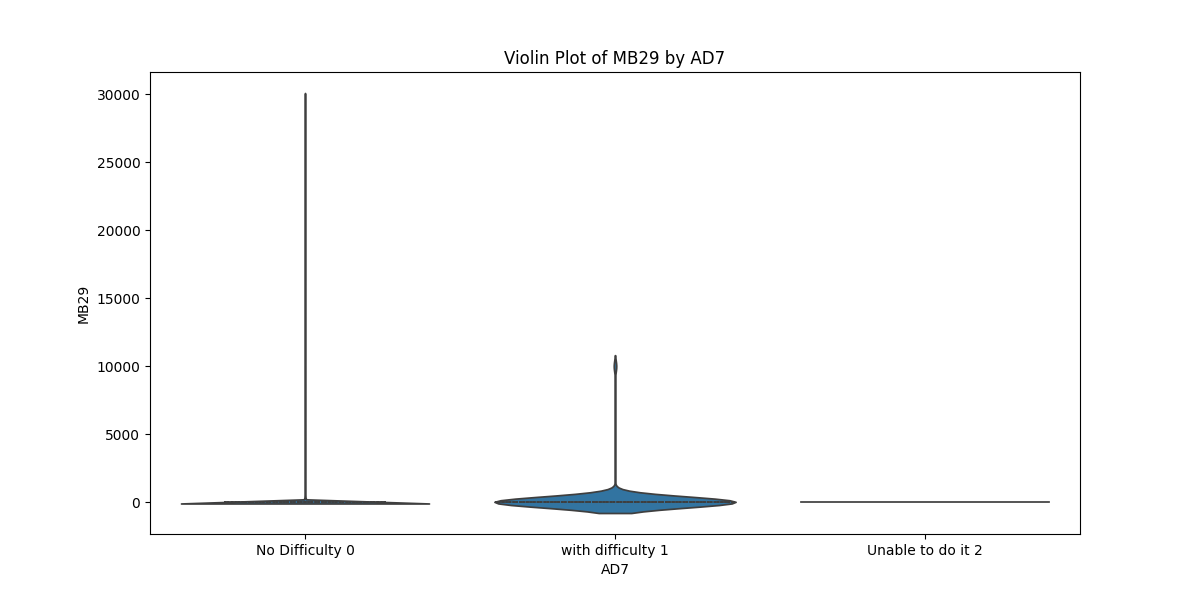 Violin Plot of MB29 by AD7
30000
25000
20000
15000
10000
5000
0
MB29
No Difficulty 0
with difficulty 1
Unable to do it 2
AD7